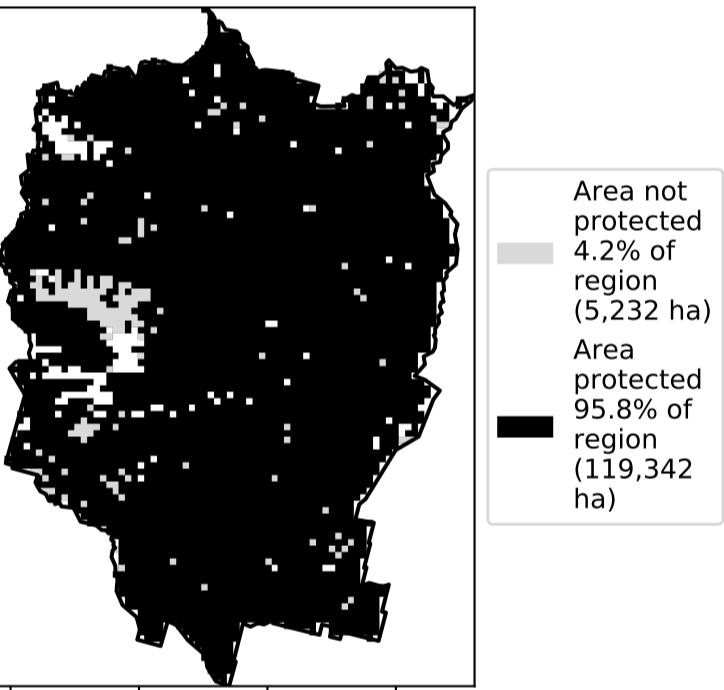 Area not
protected
4.2% of
region
(5,232 ha)
Area
protected
95.8% of
region
(119,342
ha)